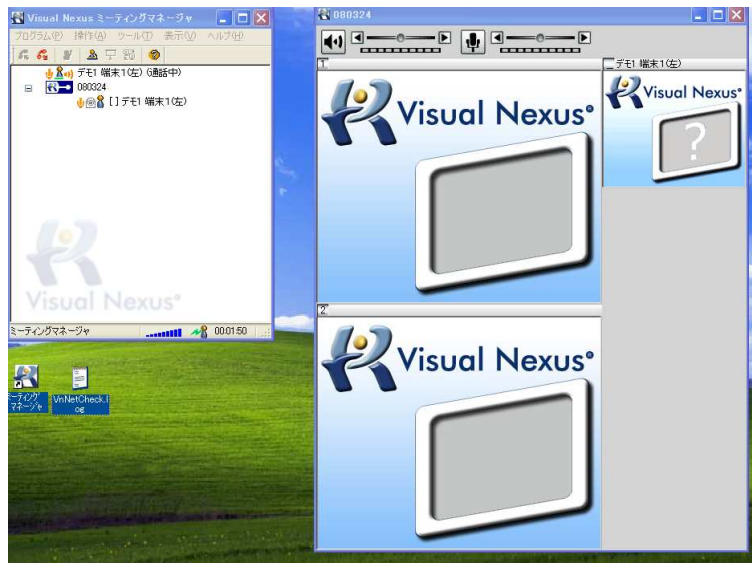 Visual Nexus ミーティングマネージャ
プログラム(P) 操作(A) ツール(T) 表示(V) ヘルプ(H)
デモ1 端末1(左) (通話中)
080324
[ ] デモ1 端末1(左)
Visual Nexus®
ミーティングマネージャ 00:01:50
ミーティング マネージャ
VnNetCheck.log
080324
1
Visual Nexus®
デモ1 端末1(左)
Visual Nexus®
?
2
Visual Nexus®